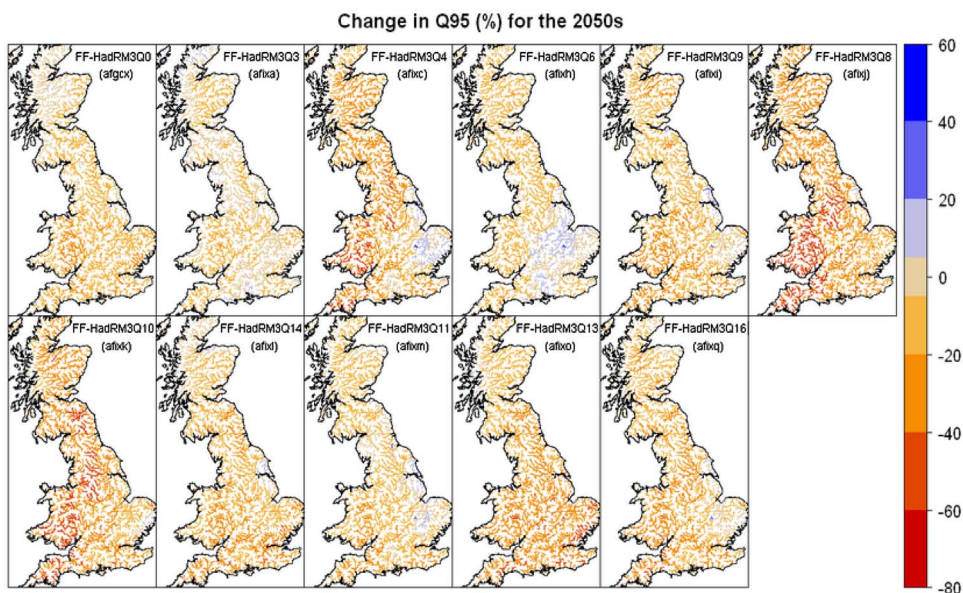 Change in Q95 (%) for the 2050s
FF-HadRM3Q0
(afgcx)
FF-HadRM3Q3
(afixa)
FF-HadRM3Q4
(afixc)
FF-HadRM3Q6
(afixh)
FF-HadRM3Q9
(afixi)
FF-HadRM3Q8
(afixj)
FF-HadRM3Q10
(afixk)
FF-HadRM3Q14
(afixl)
FF-HadRM3Q11
(afixm)
FF-HadRM3Q13
(afixo)
FF-HadRM3Q16
(afixq)
60
40
20
0
-20
-40
-60
-80